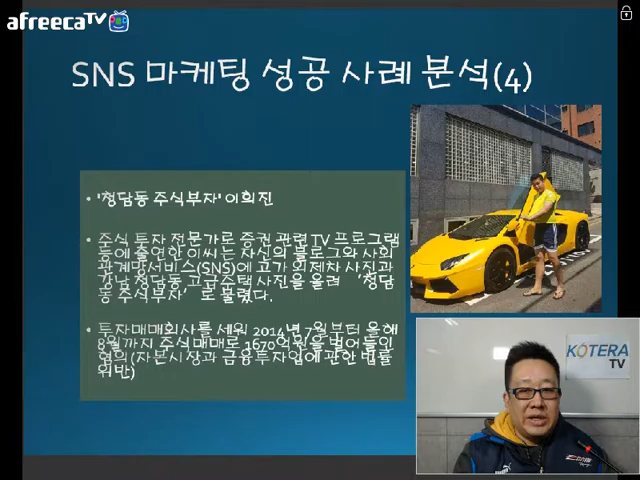 afreecaTV
SNS 마케팅 성공 사례 분석(4)
• '청담동 주식부자' 이희진
• 주식 투자 전문가로 증권 관련 TV 프로그램
등에 출연한 이씨는 자신의 블로그와 사회
관계망서비스(SNS)에 고가 외제차 사진과
강남 청담동 고급주택 사진을 올려 '청담
동 주식부자' 로 불렸다.
• 투자매매회사를 세워 2014년 7월부터 올해
8월까지 주식매매로 1670억원을 벌어들인
혐의(자본시장과 금융투자업에 관한 법률
위반)
KOTERA
TV